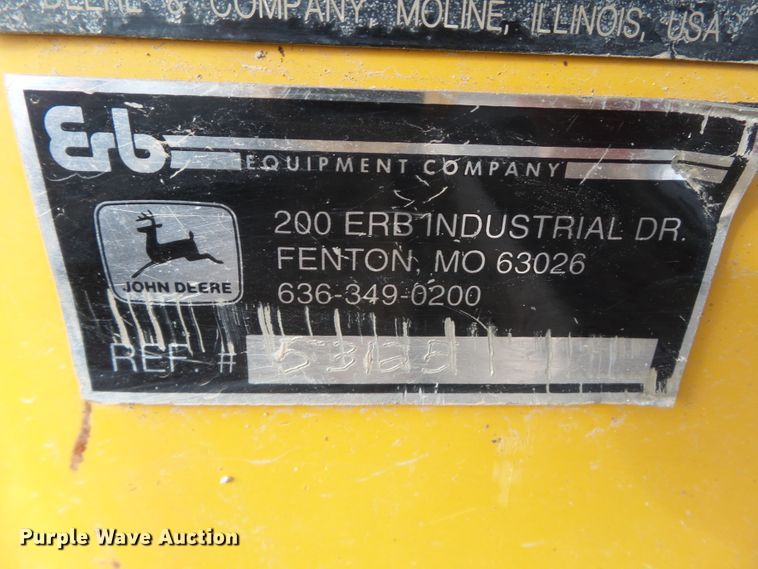 DEERE & COMPANY, MOLINE, ILLINOIS, USA
Erb
EQUIPMENT COMPANY
200 ERB INDUSTRIAL DR.
FENTON, MO 63026
636-349-0200
JOHN DEERE
REF. # 53125
Purple Wave Auction